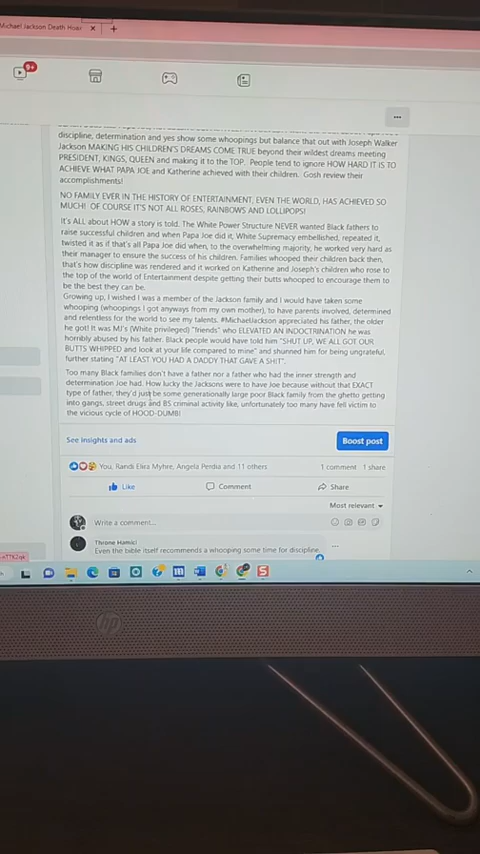 Michael Jackson Death Hoax
9+
discipline, determination and yes show some whoopings but balance that out with Joseph Walker
Jackson MAKING HIS CHILDREN'S DREAMS COME TRUE beyond their wildest dreams meeting
PRESIDENT, KINGS, QUEEN and making it to the TOP. People tend to ignore HOW HARD IT IS TO
ACHIEVE WHAT PAPA JOE and Katherine achieved with their children. Gosh review their
accomplishments!
NO FAMILY EVER IN THE HISTORY OF ENTERTAINMENT, EVEN THE WORLD, HAS ACHIEVED SO
MUCH! OF COURSE IT'S NOT ALL ROSES, RAINBOWS AND LOLLIPOPS!
It's ALL about HOW a story is told. The White Power Structure NEVER wanted Black fathers to
raise successful children and when Papa Joe did it, White Supremacy embellished, repeated it,
twisted it as if that's all Papa Joe did when, to the overwhelming majority, he worked very hard as
their manager to ensure the success of his children. Families whooped their children back then,
that's how discipline was rendered and it worked on Katherine and Joseph's children who rose to
the top of the world of Entertainment despite getting their butts whooped to encourage them to
be the best they can be.
Growing up, I wished I was a member of the Jackson family and I would have taken some
whooping (whoopings I got anyways from my own mother), to have parents involved, determined
and relentless for the world to see my talents. #MichaelJackson appreciated his father, the older
he got! It was MJ's (White privileged) "friends" who ELEVATED AN INDOCTRINATION he was
horribly abused by his father. Black people would have told him "SHUT UP, WE ALL GOT OUR
BUTTS WHIPPED and look at your life compared to mine" and shunned him for being ungrateful,
further stating "AT LEAST YOU HAD A DADDY THAT GAVE A SH!T".
Too many Black families don't have a father nor a father who had the inner strength and
determination Joe had. How lucky the Jacksons were to have Joe because without that EXACT
type of father, they'd just be some generationally large poor Black family from the ghetto getting
into gangs, street drugs and BS criminal activity like, unfortunately too many have fell victim to
the vicious cycle of HOOD-DUMB!
See insights and ads
Boost post
You, Randi Elira Myhre, Angela Perdia and 11 others
1 comment 1 share
Like
Comment
Share
Most relevant
Write a comment...
Throne Hamici
Even the bible itself recommends a whooping some time for discipline.
hp